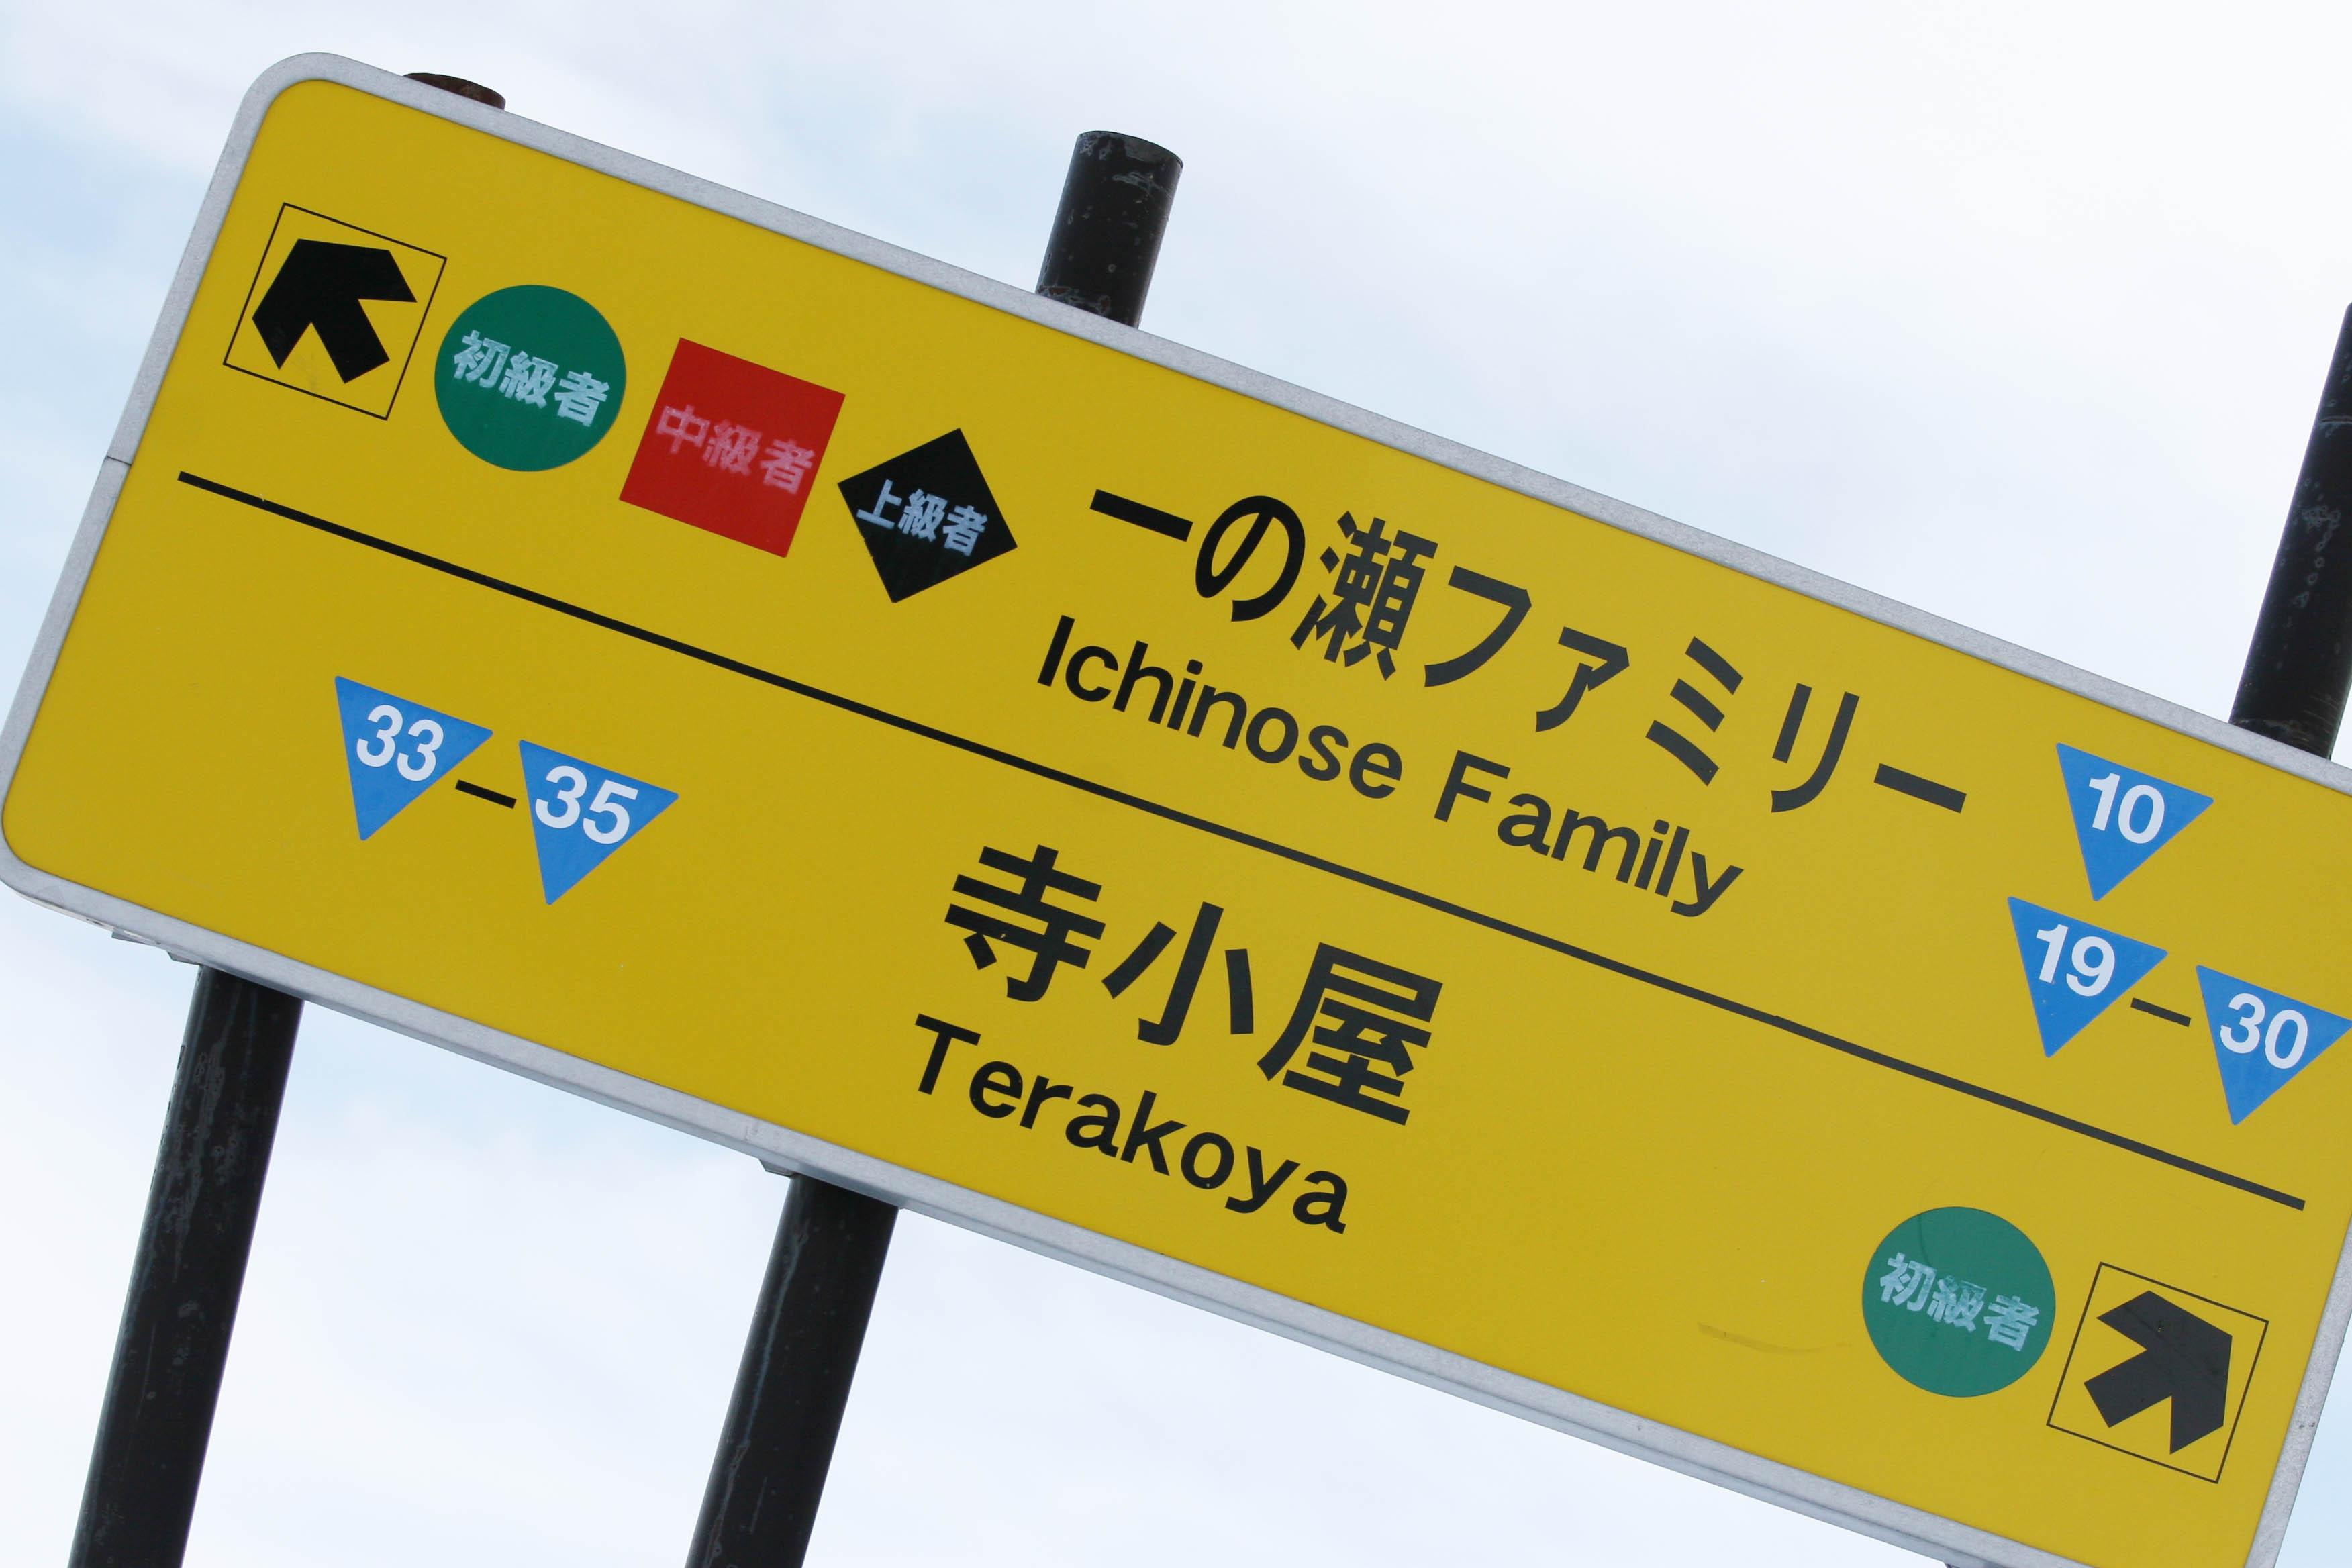 初級者 中級者 上級者 一の瀬ファミリー 10
Ichinose Family 19–30
33–35 寺小屋
Terakoya 初級者